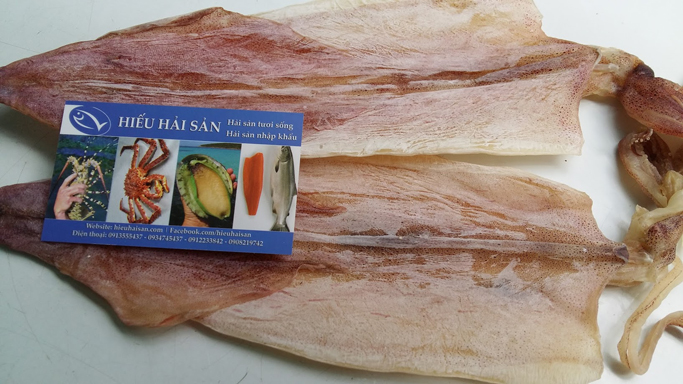 HIẾU HẢI SẢN
Hải sản tươi sống
Hải sản nhập khẩu
Website: hieuhaisan.com | Facebook.com/hieuhaisan
Điện thoại: 0913555437 - 0934745437 - 0912233842 - 0908219742